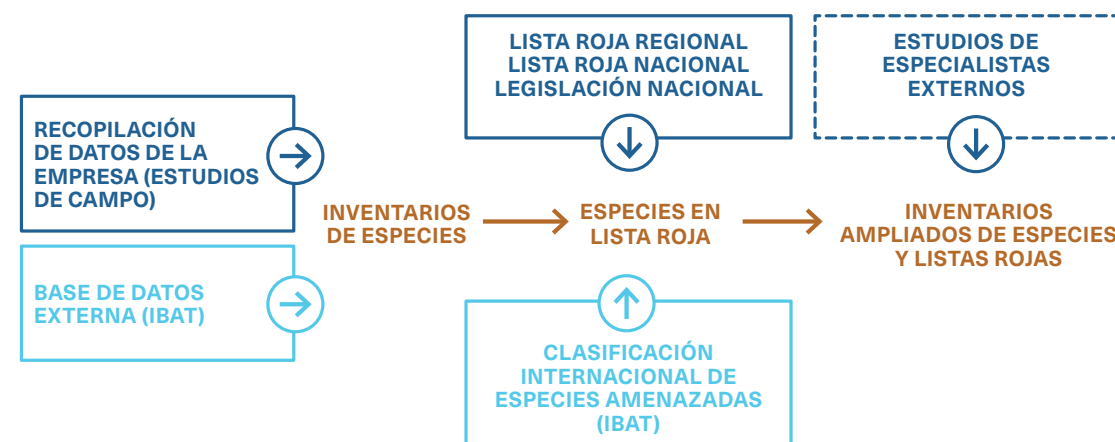 RECOPILACIÓN
DE DATOS DE LA
EMPRESA (ESTUDIOS
DE CAMPO)
BASE DE DATOS
EXTERNA (IBAT)
INVENTARIOS
DE ESPECIES
LISTA ROJA REGIONAL
LISTA ROJA NACIONAL
LEGISLACIÓN NACIONAL
ESPECIES EN
LISTA ROJA
CLASIFICACIÓN
INTERNACIONAL DE
ESPECIES AMENAZADAS
(IBAT)
ESTUDIOS DE
ESPECIALISTAS
EXTERNOS
INVENTARIOS
AMPLIADOS DE ESPECIES
Y LISTAS ROJAS